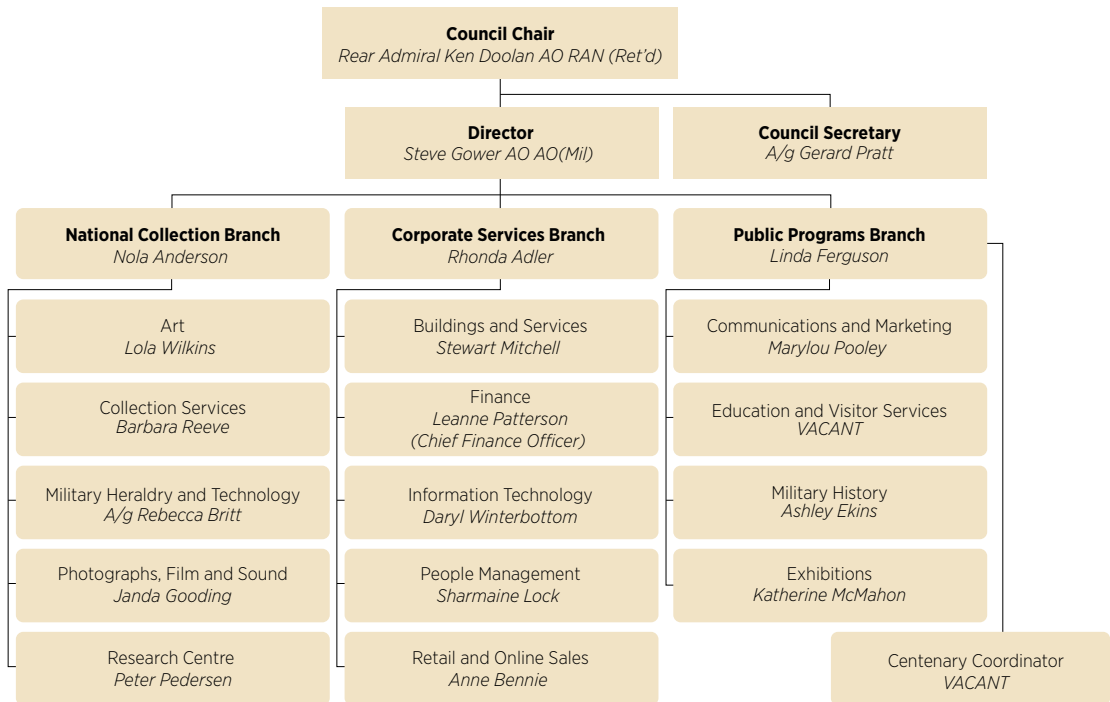 Council Chair
Rear Admiral Ken Doolan AO RAN (Ret’d)
Director
Steve Gower AO AO(Mil)
Council Secretary
A/g Gerard Pratt
National Collection Branch
Nola Anderson
Corporate Services Branch
Rhonda Adler
Public Programs Branch
Linda Ferguson
Art
Lola Wilkins
Collection Services
Barbara Reeve
Military Heraldry and Technology
A/g Rebecca Britt
Photographs, Film and Sound
Janda Gooding
Research Centre
Peter Pedersen
Buildings and Services
Stewart Mitchell
Finance
Leanne Patterson
(Chief Finance Officer)
Information Technology
Daryl Winterbottom
People Management
Sharmaine Lock
Retail and Online Sales
Anne Bennie
Communications and Marketing
Marylou Pooley
Education and Visitor Services
VACANT
Military History
Ashley Ekins
Exhibitions
Katherine McMahon
Centenary Coordinator
VACANT